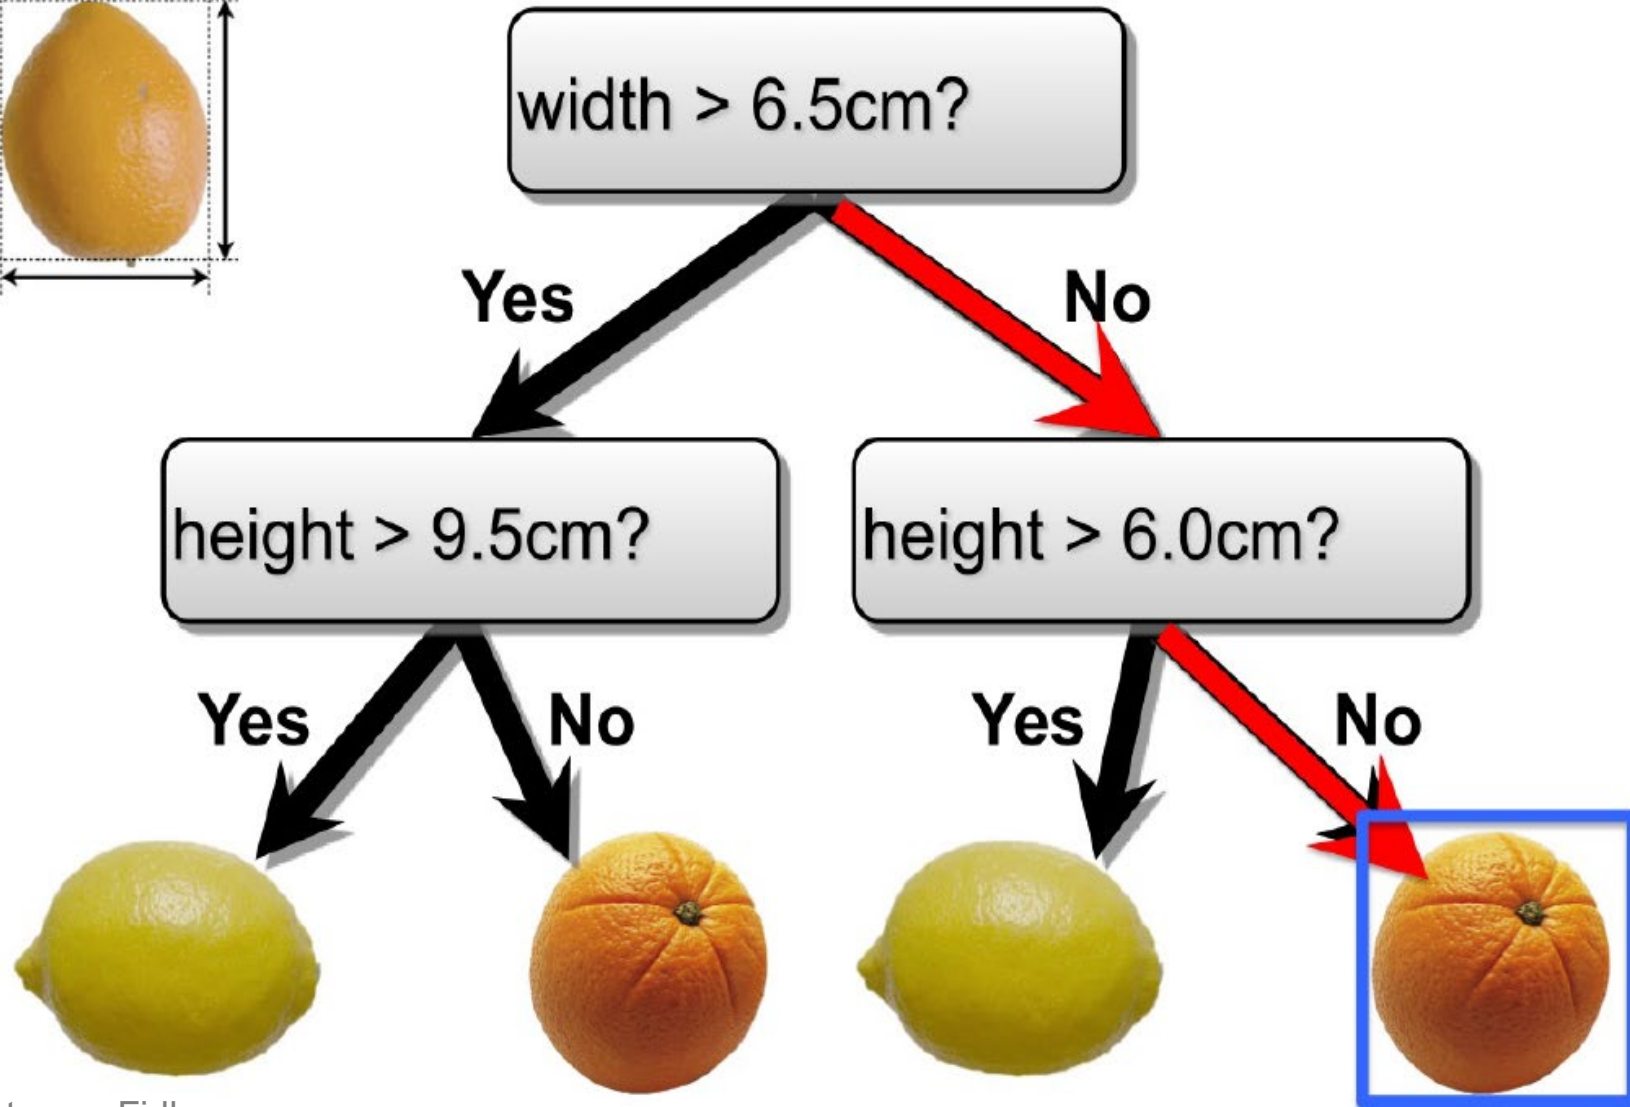 width > 6.5cm?
Yes
No
height > 9.5cm?
height > 6.0cm?
Yes
No
Yes
No